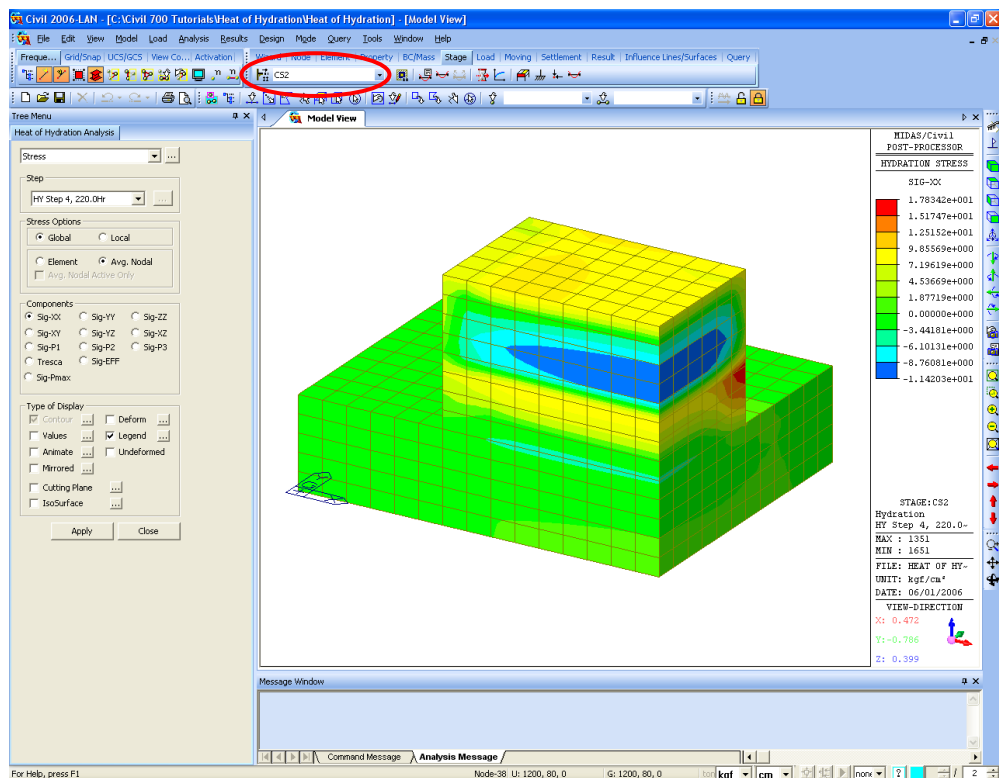 Civil 2006-LAN - [C:\Civil 700 Tutorials\Heat of Hydration\Heat of Hydration] - [Model View]
File Edit View Model Load Analysis Results Design Mode Query Tools Window Help
Freque... Grid/Snap UCS/GCS View Co... Activation Node Element Property BC/Mass Stage Load Moving Settlement Result Influence Lines/Surfaces Query
CS2
Tree Menu
Model View
Heat of Hydration Analysis
Stress
Step
HY Step 4, 220.0Hr
Stress Options
Global Local
Element Avg. Nodal
Avg. Nodal Active Only
Components
Sig-XX Sig-YY Sig-ZZ
Sig-XY Sig-YZ Sig-XZ
Sig-P1 Sig-P2 Sig-P3
Tresca Sig-EFF
Sig-Pmax
Type of Display
Contour ... Deform ...
Values ... Legend ...
Animate ... Undeformed
Mirrored ...
Cutting Plane ...
IsoSurface ...
Apply Close
MIDAS/Civil
POST-PROCESSOR
HYDRATION STRESS
SIG-XX
1.78342e+001
1.51747e+001
1.25152e+001
9.85569e+000
7.19619e+000
4.53669e+000
1.87719e+000
0.00000e+000
-3.44181e+000
-6.10131e+000
-8.76081e+000
-1.14203e+001
STAGE:CS2
Hydration
HY Step 4, 220.0~
MAX : 1351
MIN : 1651
FILE: HEAT OF HY~
UNIT: kgf/cm²
DATE: 06/01/2006
VIEW-DIRECTION
X: 0.472
Y:-0.786
Z: 0.399
Message Window
Command Message Analysis Message
For Help, press F1
Node-38 U: 1200, 80, 0 G: 1200, 80, 0 kgf cm none ? / 2